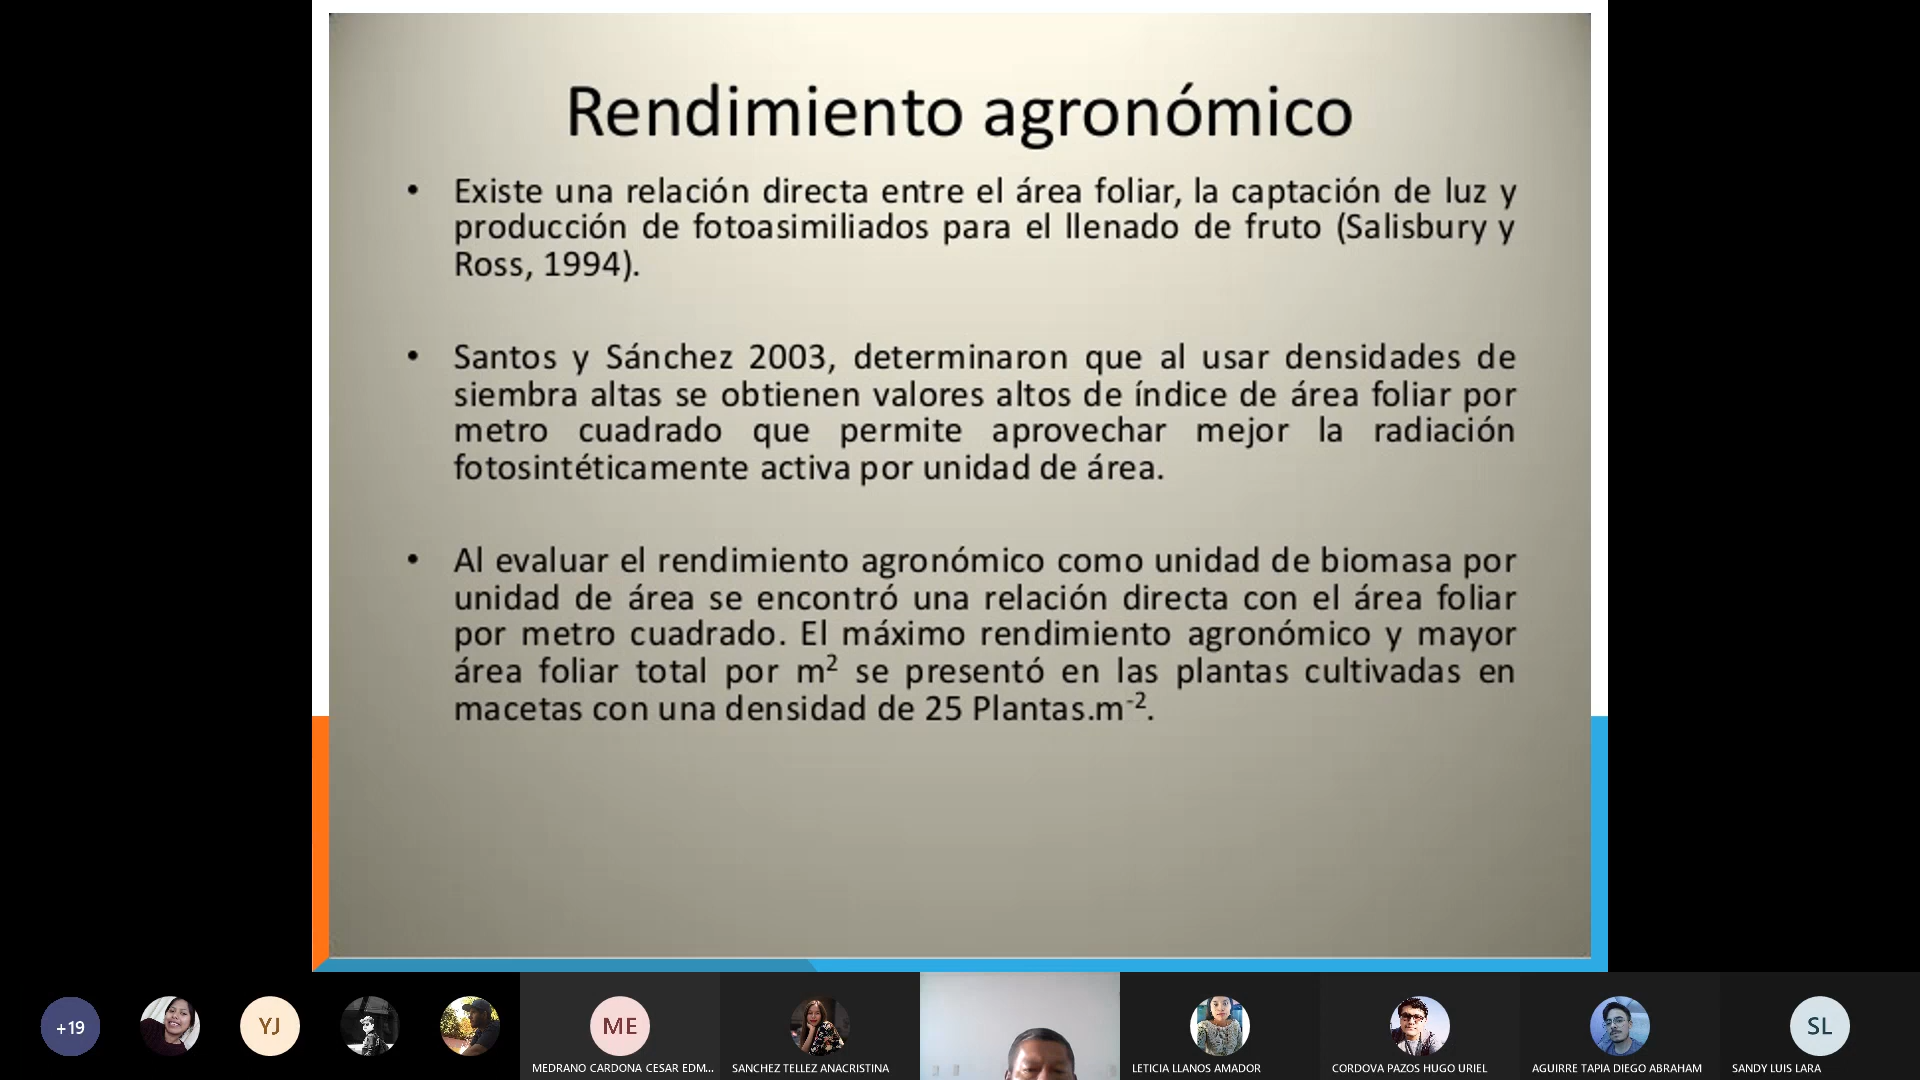 Rendimiento agronómico
• Existe una relación directa entre el área foliar, la captación de luz y
producción de fotoasimiliados para el llenado de fruto (Salisbury y
Ross, 1994).
• Santos y Sánchez 2003, determinaron que al usar densidades de
siembra altas se obtienen valores altos de índice de área foliar por
metro cuadrado que permite aprovechar mejor la radiación
fotosintéticamente activa por unidad de área.
• Al evaluar el rendimiento agronómico como unidad de biomasa por
unidad de área se encontró una relación directa con el área foliar
por metro cuadrado. El máximo rendimiento agronómico y mayor
área foliar total por m² se presentó en las plantas cultivadas en
macetas con una densidad de 25 Plantas.m⁻².
+19
YJ
ME
SL
MEDRANO CARDONA CESAR EDM...
SANCHEZ TELLEZ ANACRISTINA
LETICIA LLANOS AMADOR
CORDOVA PAZOS HUGO URIEL
AGUIRRE TAPIA DIEGO ABRAHAM
SANDY LUIS LARA